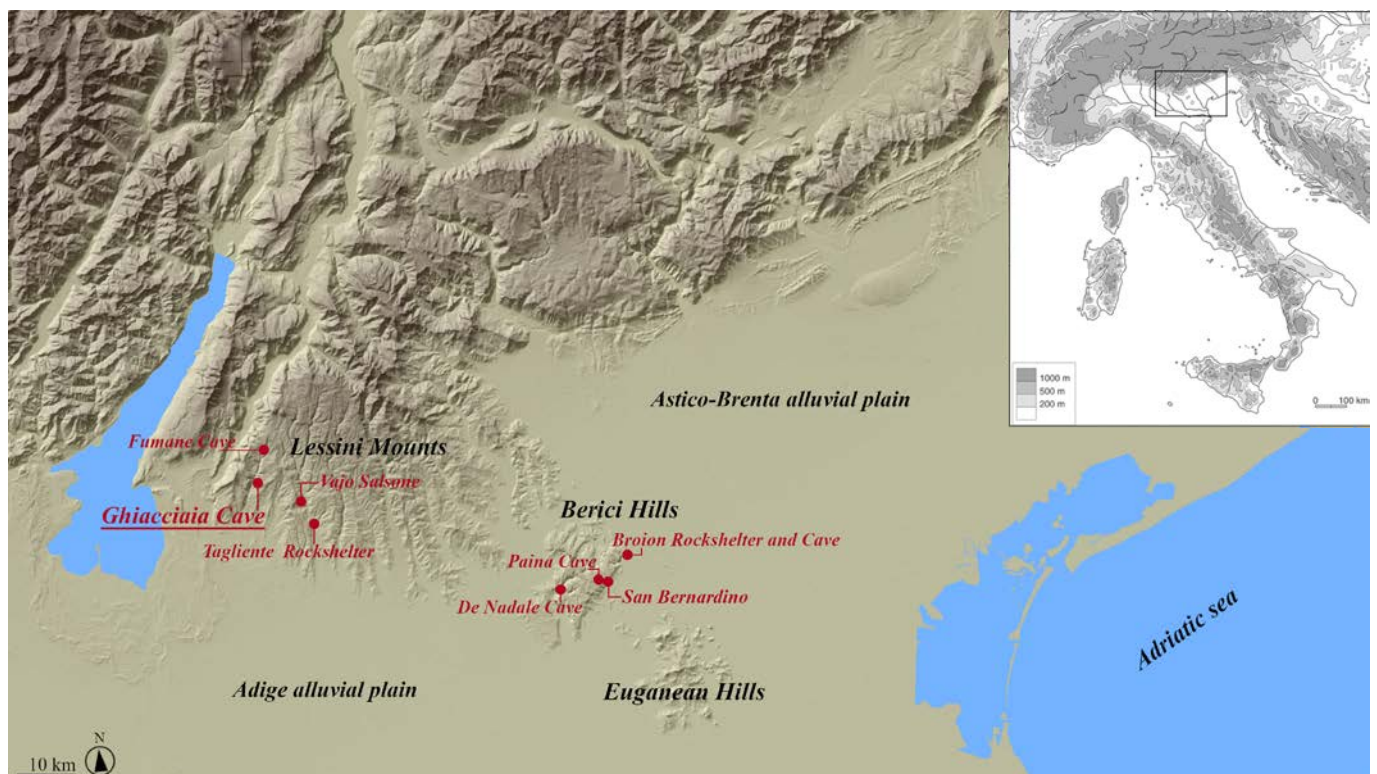 1000 m
500 m
200 m
0 100 km
Astico-Brenta alluvial plain
Fumane Cave
Lessini Mounts
Vajo Salsone
Ghiacciaia Cave
Tagliente Rockshelter
Berici Hills
Broion Rockshelter and Cave
Paina Cave
San Bernardino
De Nadale Cave
Adriatic sea
Adige alluvial plain
Euganean Hills
N
10 km